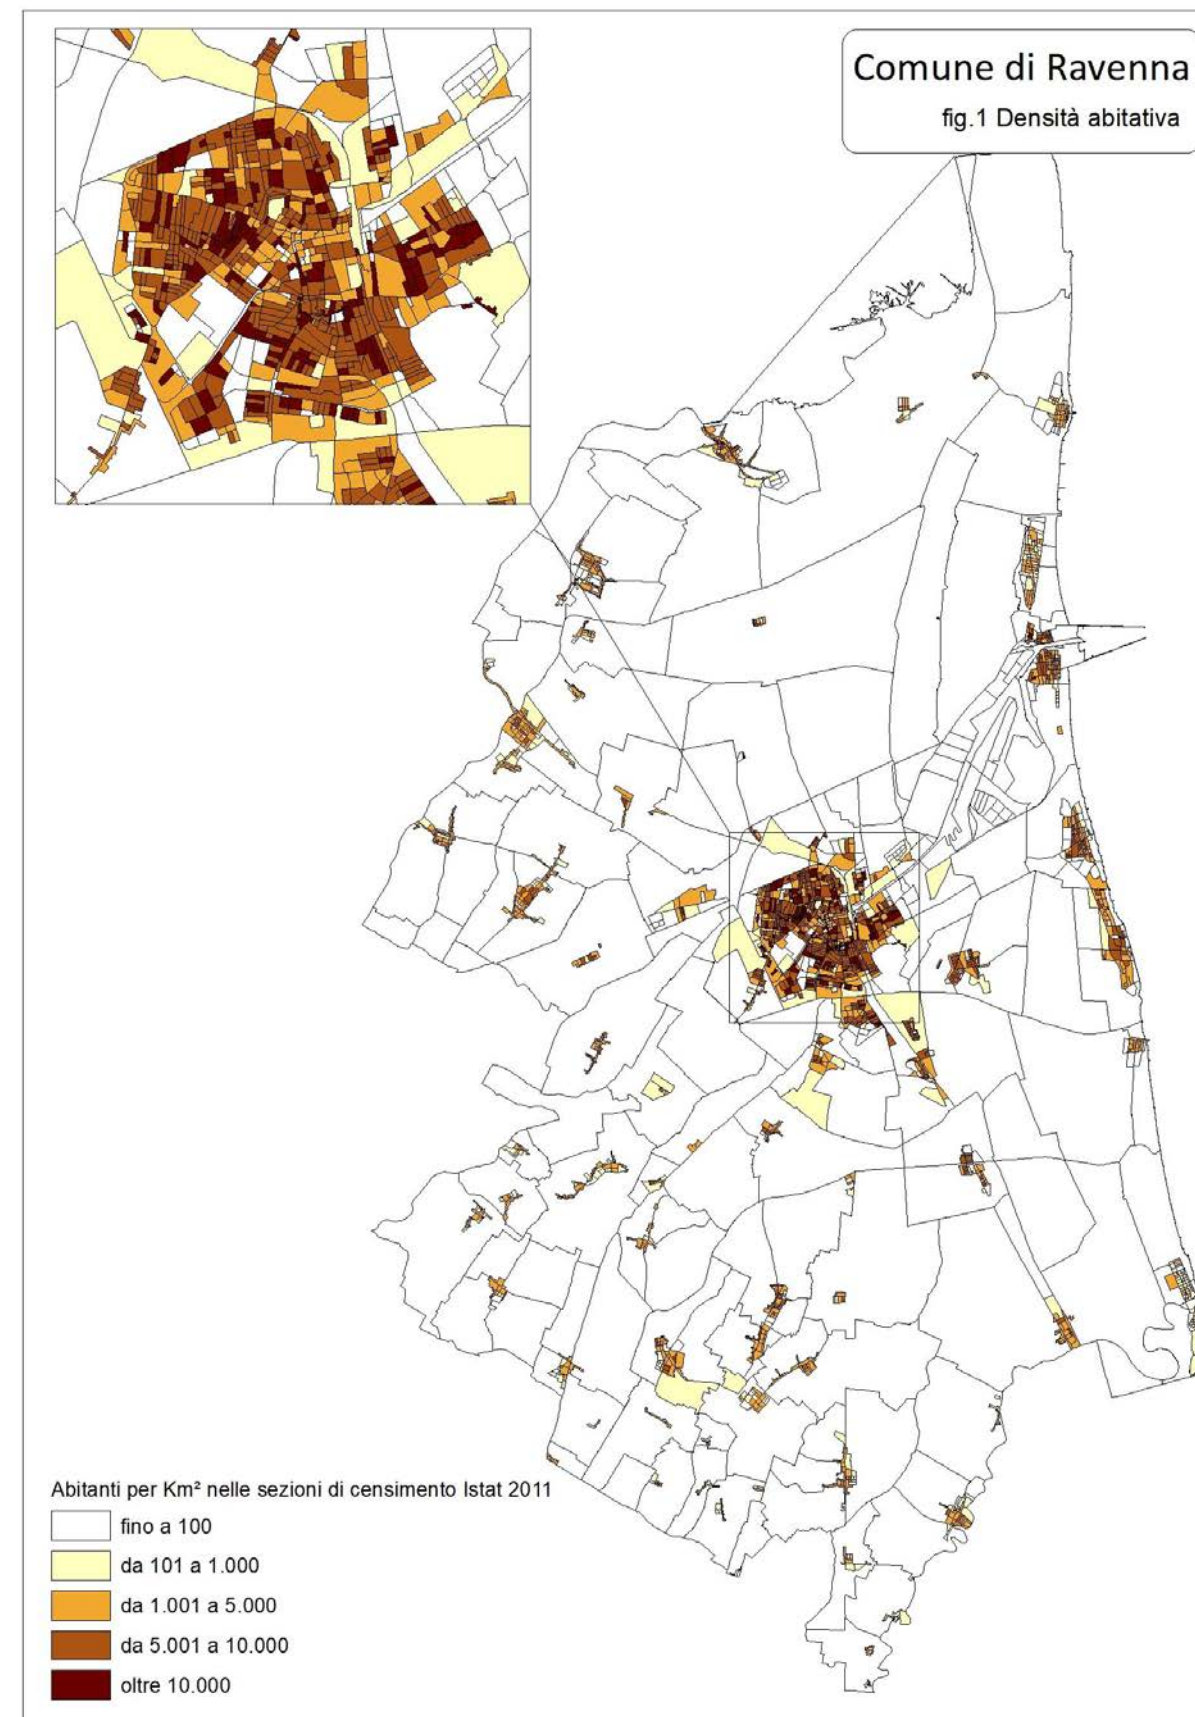 Comune di Ravenna
fig.1 Densità abitativa
Abitanti per Km² nelle sezioni di censimento Istat 2011
fino a 100
da 101 a 1.000
da 1.001 a 5.000
da 5.001 a 10.000
oltre 10.000